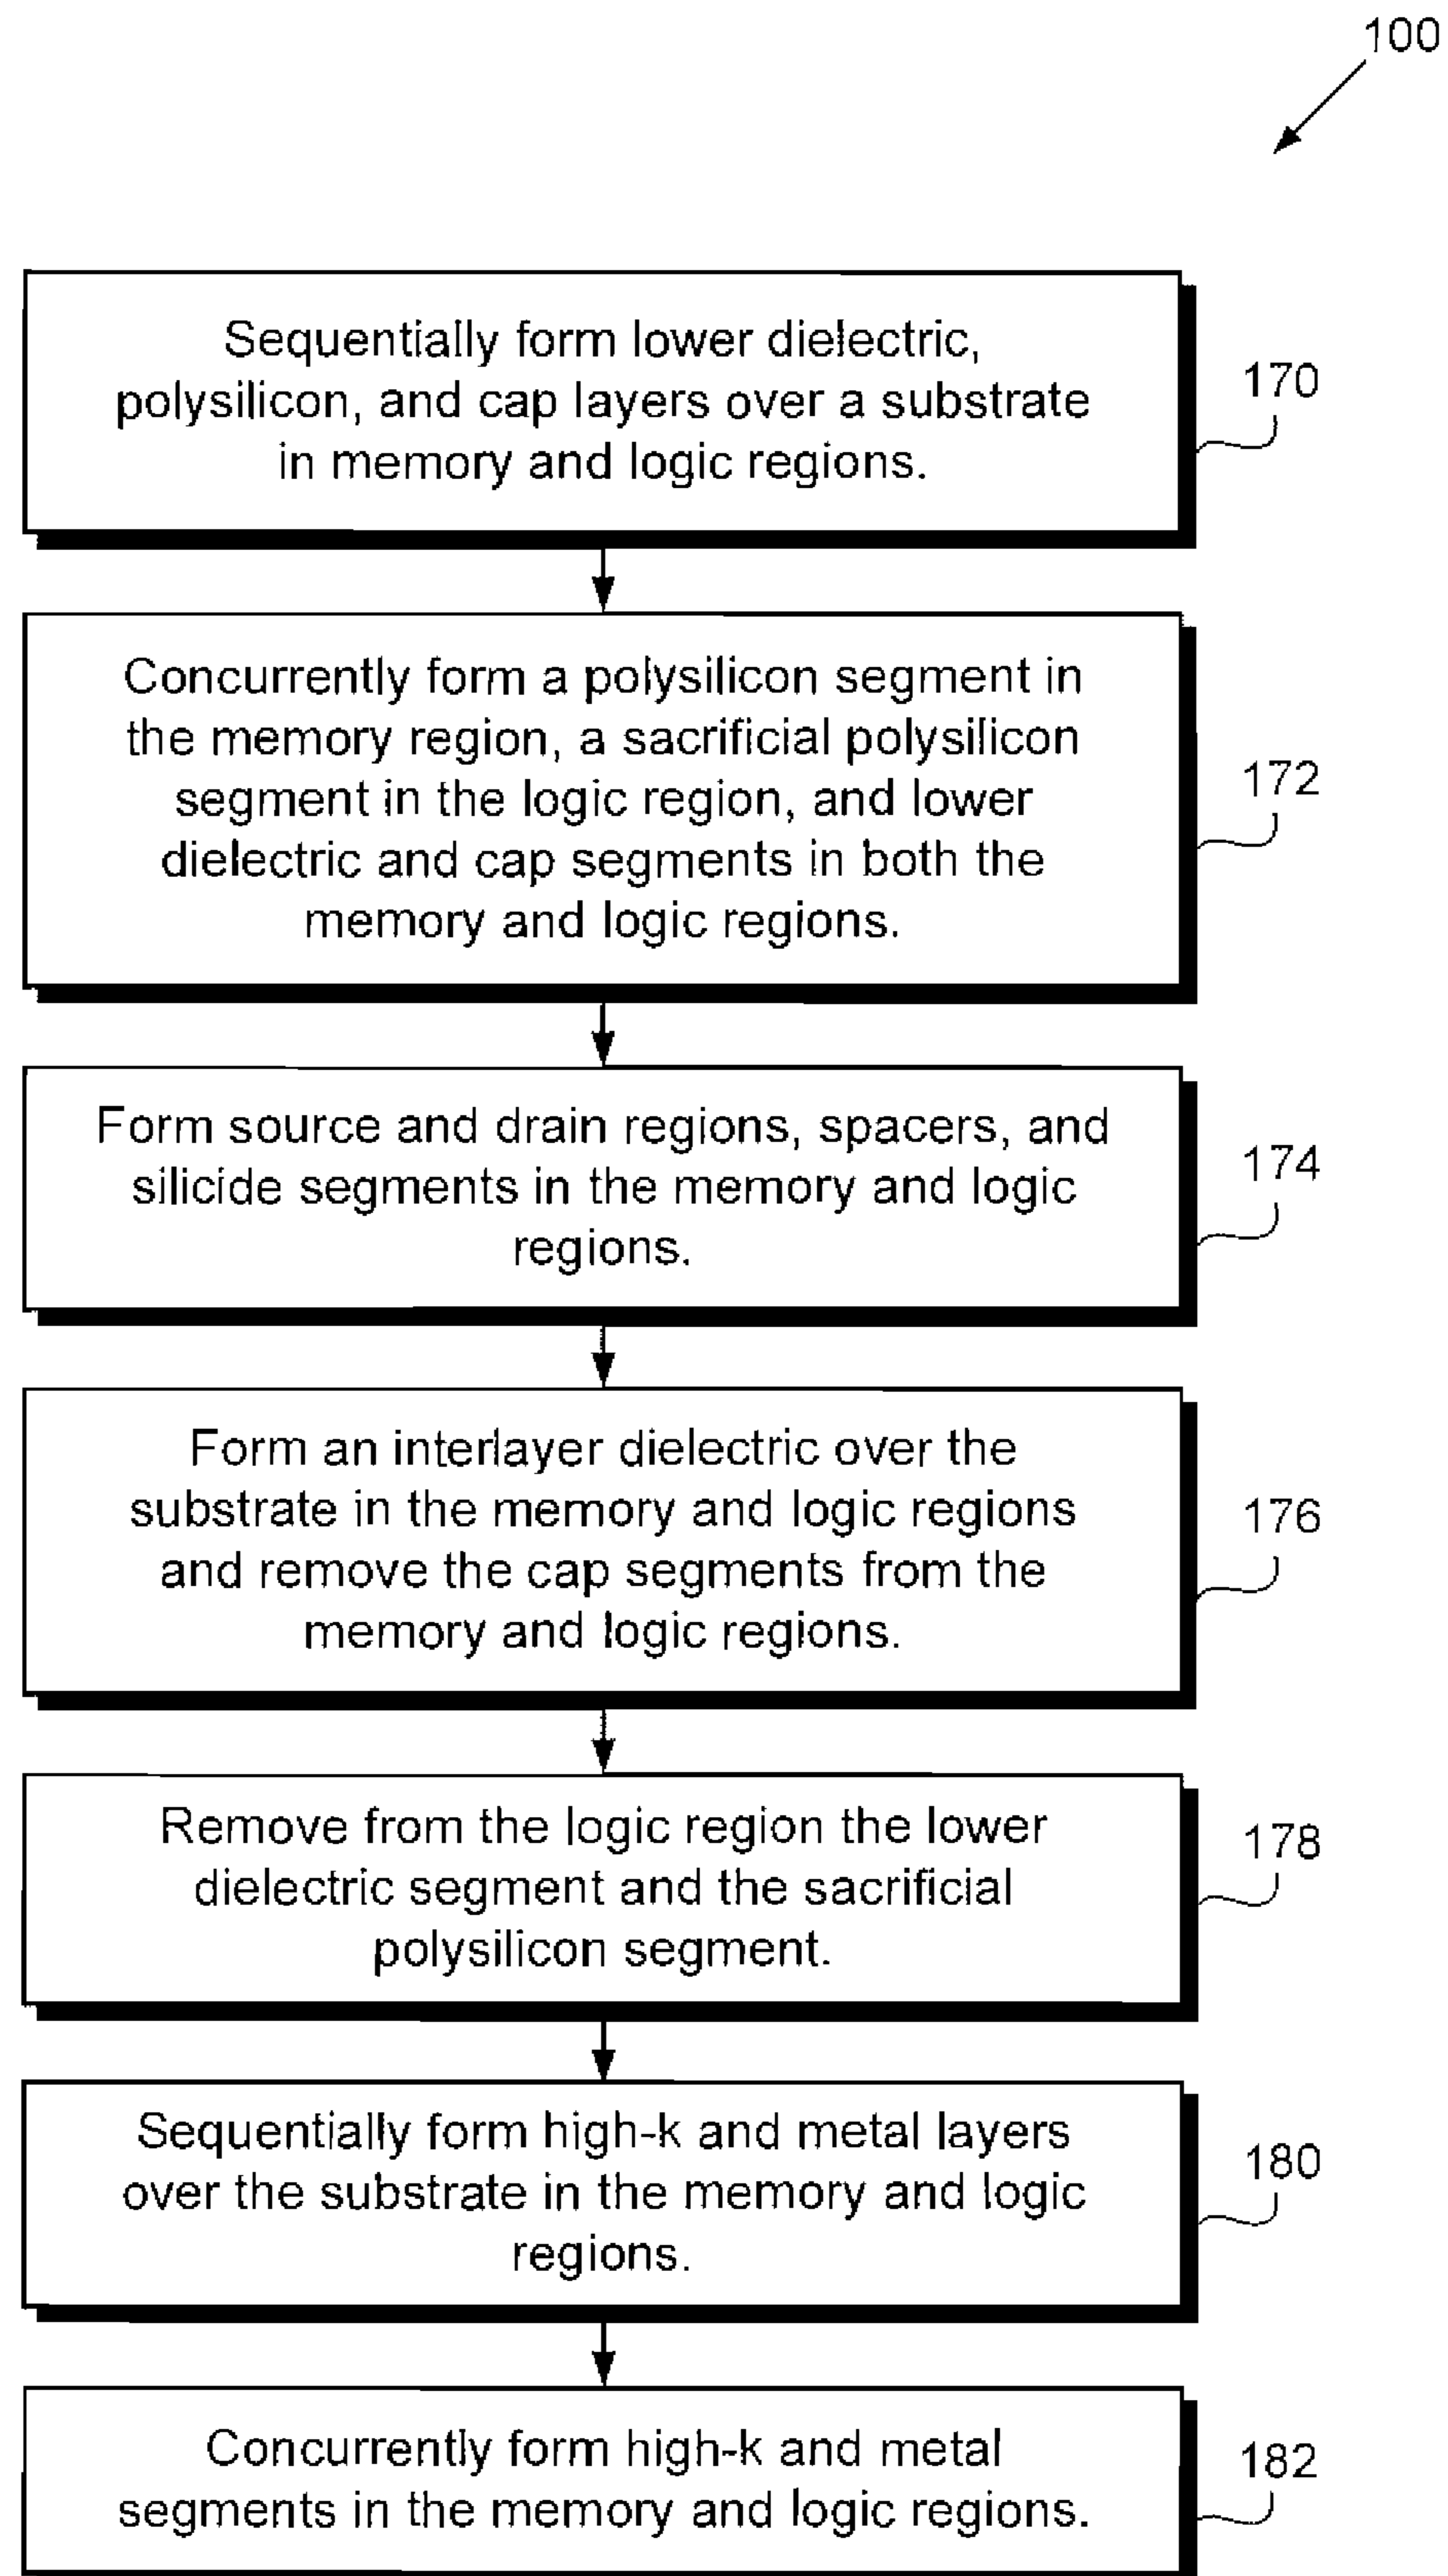 100
Sequentially form lower dielectric,
polysilicon, and cap layers over a substrate
in memory and logic regions.
170
Concurrently form a polysilicon segment in
the memory region, a sacrificial polysilicon
segment in the logic region, and lower
dielectric and cap segments in both the
memory and logic regions.
172
Form source and drain regions, spacers, and
silicide segments in the memory and logic
regions.
174
Form an interlayer dielectric over the
substrate in the memory and logic regions
and remove the cap segments from the
memory and logic regions.
176
Remove from the logic region the lower
dielectric segment and the sacrificial
polysilicon segment.
178
Sequentially form high-k and metal layers
over the substrate in the memory and logic
regions.
180
Concurrently form high-k and metal
segments in the memory and logic regions.
182